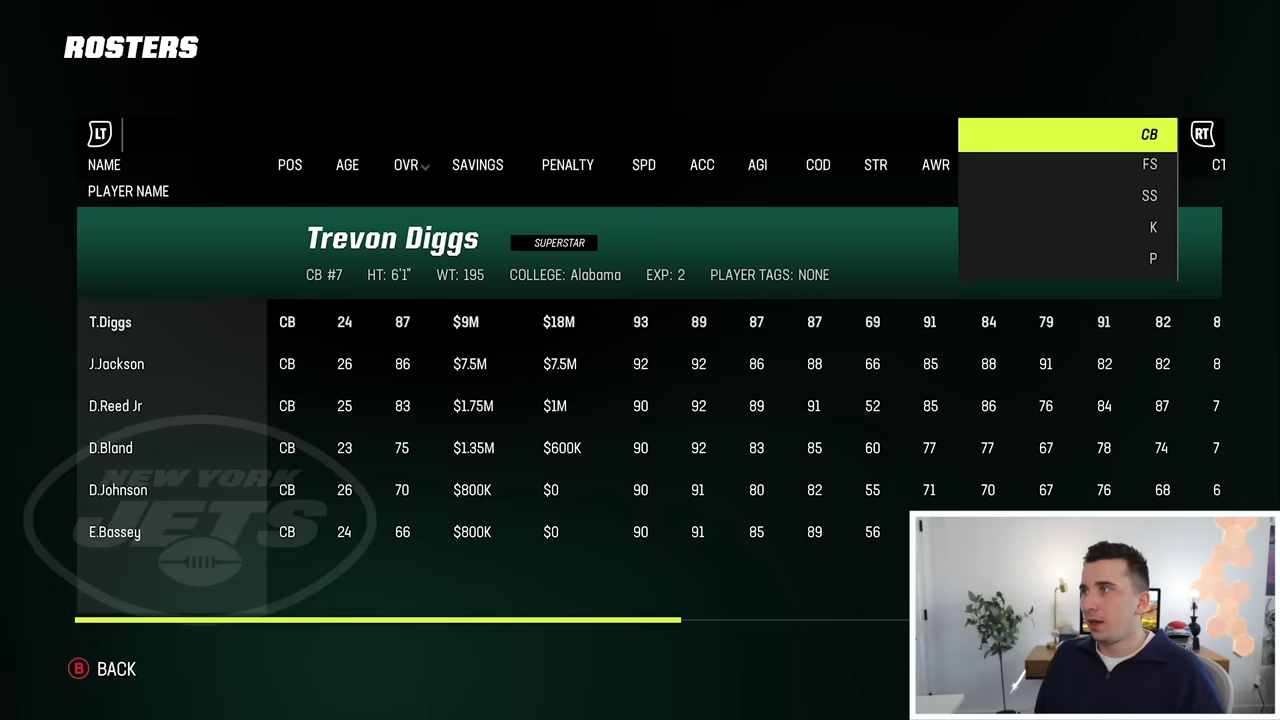 ROSTERS
LT
CB
RT
NAME POS AGE OVR SAVINGS PENALTY SPD ACC AGI COD STR AWR CT
FS
PLAYER NAME
SS
K
P
Trevon Diggs SUPERSTAR
CB #7 HT: 6'1" WT: 195 COLLEGE: Alabama EXP: 2 PLAYER TAGS: NONE
T.Diggs CB 24 87 $9M $18M 93 89 87 87 69 91 84 79 91 82 8
J.Jackson CB 26 86 $7.5M $7.5M 92 92 86 88 66 85 88 91 82 82 8
D.Reed Jr CB 25 83 $1.75M $1M 90 92 89 91 52 85 86 76 84 87 7
D.Bland CB 23 75 $1.35M $600K 90 92 83 85 60 77 77 67 78 74 7
D.Johnson CB 26 70 $800K $0 90 91 80 82 55 71 70 67 76 68 6
E.Bassey CB 24 66 $800K $0 90 91 85 89 56
NEW YORK
JETS
B BACK